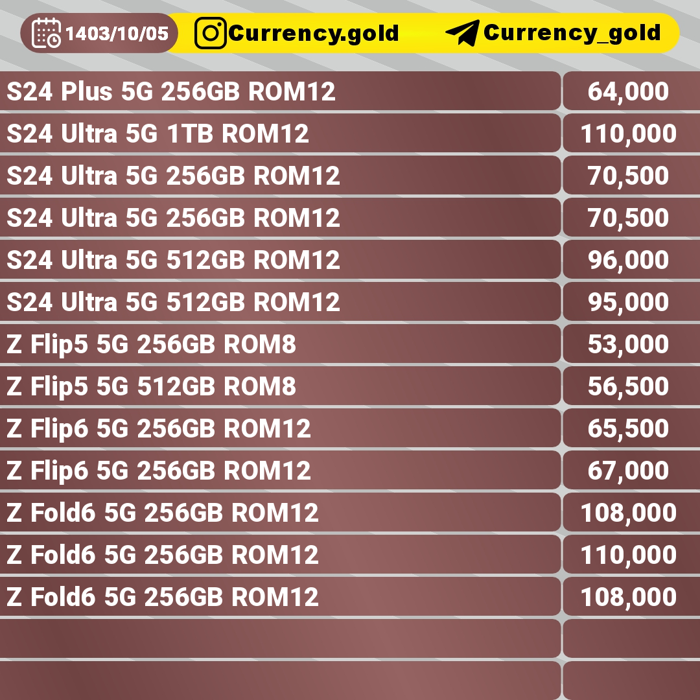 1403/10/05 Currency.gold Currency_gold
S24 Plus 5G 256GB ROM12 64,000
S24 Ultra 5G 1TB ROM12 110,000
S24 Ultra 5G 256GB ROM12 70,500
S24 Ultra 5G 256GB ROM12 70,500
S24 Ultra 5G 512GB ROM12 96,000
S24 Ultra 5G 512GB ROM12 95,000
Z Flip5 5G 256GB ROM8 53,000
Z Flip5 5G 512GB ROM8 56,500
Z Flip6 5G 256GB ROM12 65,500
Z Flip6 5G 256GB ROM12 67,000
Z Fold6 5G 256GB ROM12 108,000
Z Fold6 5G 256GB ROM12 110,000
Z Fold6 5G 256GB ROM12 108,000